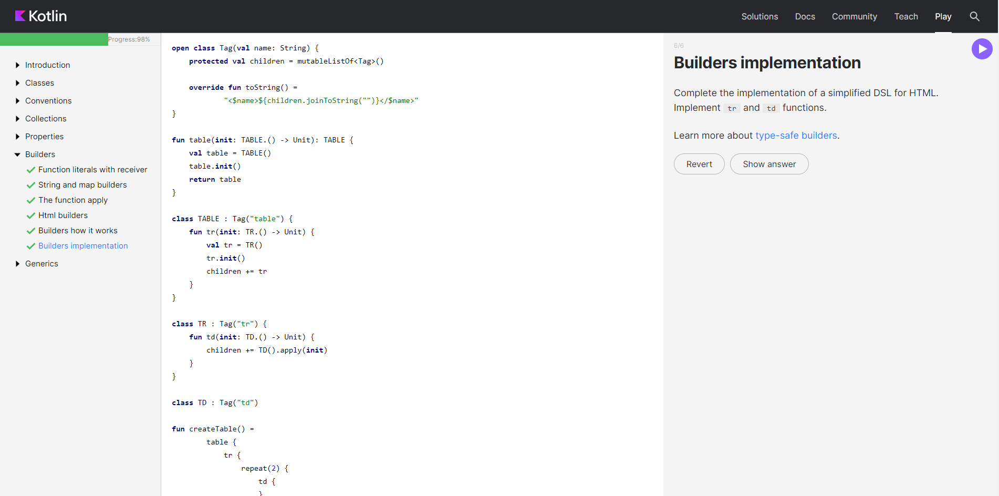 Kotlin
Solutions
Docs
Community
Teach
Play
Progress:98%
Introduction
Classes
Conventions
Collections
Properties
Builders
Function literals with receiver
String and map builders
The function apply
Html builders
Builders how it works
Builders implementation
Generics
open class Tag(val name: String) {
    protected val children = mutableListOf<Tag>()

    override fun toString() =
            "<$name>${children.joinToString("")}</$name>"
}

fun table(init: TABLE.() -> Unit): TABLE {
    val table = TABLE()
    table.init()
    return table
}

class TABLE : Tag("table") {
    fun tr(init: TR.() -> Unit) {
        val tr = TR()
        tr.init()
        children += tr
    }
}

class TR : Tag("tr") {
    fun td(init: TD.() -> Unit) {
        children += TD().apply(init)
    }
}

class TD : Tag("td")

fun createTable() =
        table {
            tr {
                repeat(2) {
                    td {
                    }
6/6
Builders implementation
Complete the implementation of a simplified DSL for HTML.
Implement tr and td functions.
Learn more about type-safe builders.
Revert
Show answer